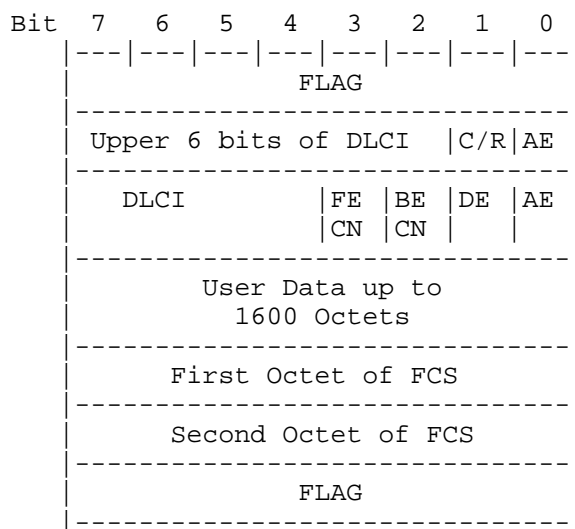 Bit 7 6 5 4 3 2 1 0
|---|---|---|---|---|---|---|---
FLAG
Upper 6 bits of DLCI |C/R|AE
DLCI |FE |BE |DE |AE
|CN |CN | |
User Data up to
1600 Octets
First Octet of FCS
Second Octet of FCS
FLAG